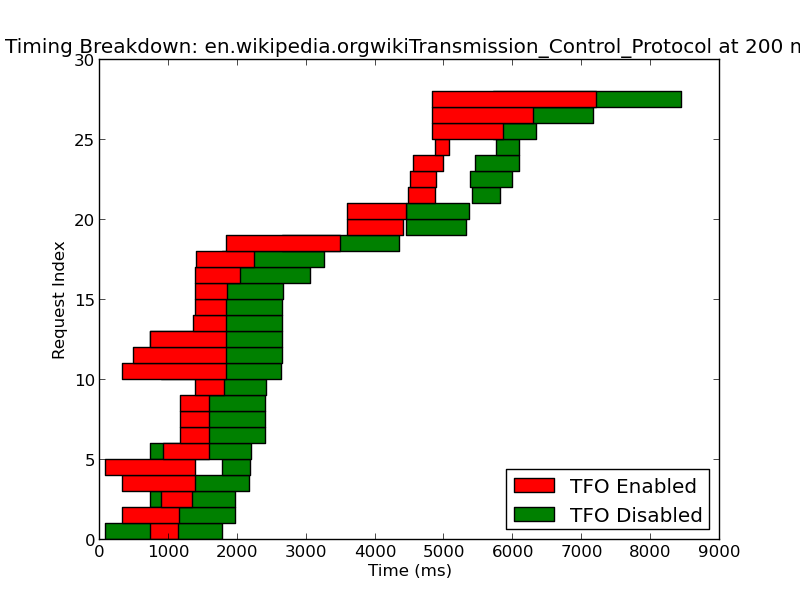 Timing Breakdown: en.wikipedia.orgwikiTransmission_Control_Protocol at 200
30
25
20
15
10
5
0
Request Index
0 1000 2000 3000 4000 5000 6000 7000 8000 9000
Time (ms)
TFO Enabled
TFO Disabled